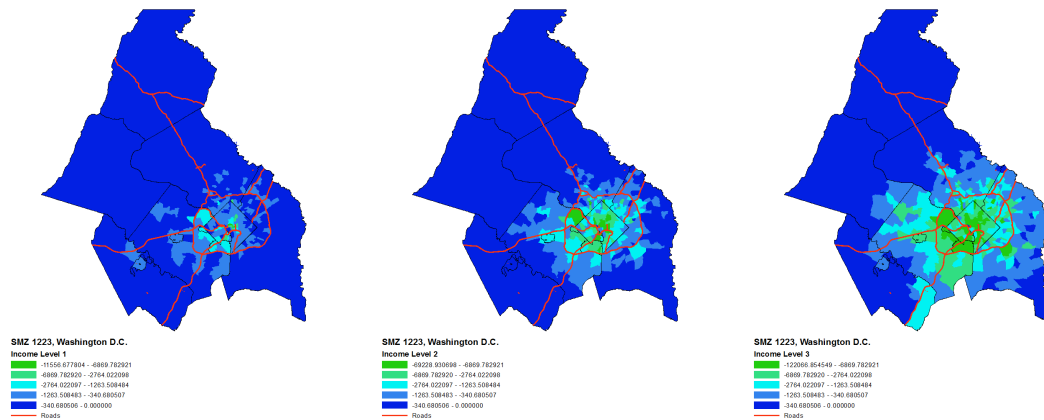 SMZ 1223, Washington D.C.
Income Level 1
-11556.677804 - -6869.782921
-6869.782920 - -2764.022098
-2764.022097 - -1263.508484
-1263.508483 - -340.680507
-340.680506 - 0.000000
Roads
SMZ 1223, Washington D.C.
Income Level 2
-69228.930698 - -6869.782921
-6869.782920 - -2764.022098
-2764.022097 - -1263.508484
-1263.508483 - -340.680507
-340.680506 - 0.000000
Roads
SMZ 1223, Washington D.C.
Income Level 3
-122066.854549 - -6869.782921
-6869.782920 - -2764.022098
-2764.022097 - -1263.508484
-1263.508483 - -340.680507
-340.680506 - 0.000000
Roads